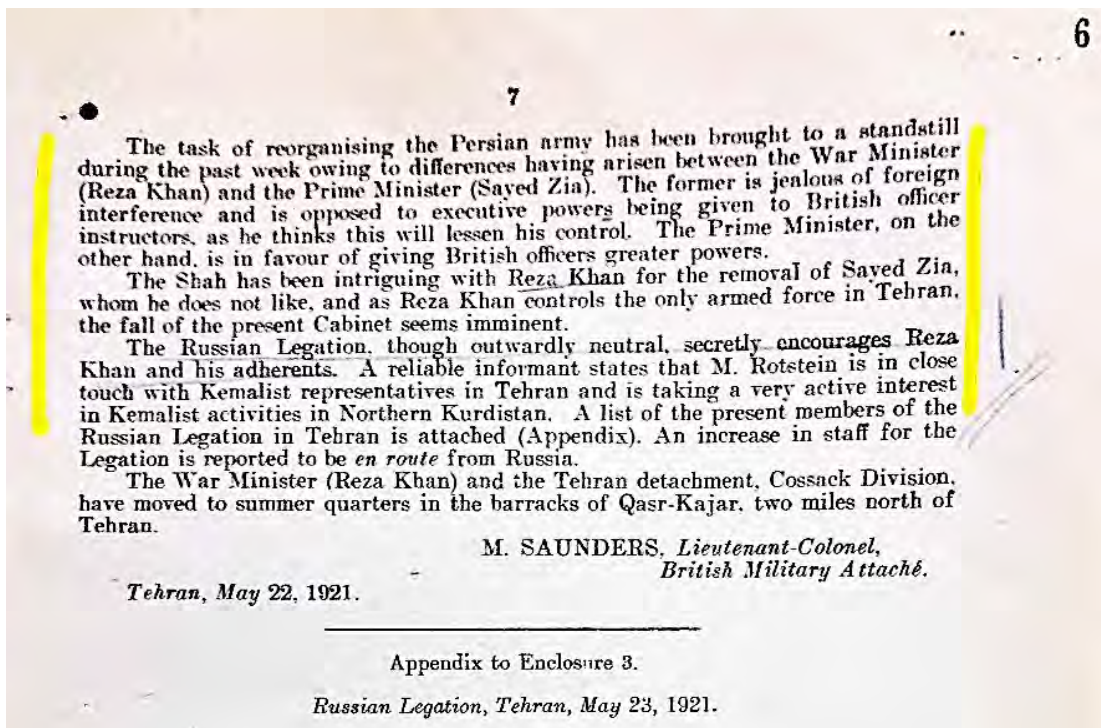 6
7
The task of reorganising the Persian army has been brought to a standstill
during the past week owing to differences having arisen between the War Minister
(Reza Khan) and the Prime Minister (Sayed Zia). The former is jealous of foreign
interference and is opposed to executive powers being given to British officer
instructors, as he thinks this will lessen his control. The Prime Minister, on the
other hand, is in favour of giving British officers greater powers.
The Shah has been intriguing with Reza Khan for the removal of Sayed Zia,
whom he does not like, and as Reza Khan controls the only armed force in Tehran,
the fall of the present Cabinet seems imminent.
The Russian Legation, though outwardly neutral, secretly encourages Reza
Khan and his adherents. A reliable informant states that M. Rotstein is in close
touch with Kemalist representatives in Tehran and is taking a very active interest
in Kemalist activities in Northern Kurdistan. A list of the present members of the
Russian Legation in Tehran is attached (Appendix). An increase in staff for the
Legation is reported to be en route from Russia.
The War Minister (Reza Khan) and the Tehran detachment, Cossack Division,
have moved to summer quarters in the barracks of Qasr-Kajar, two miles north of
Tehran.
M. SAUNDERS, Lieutenant-Colonel,
British Military Attaché.
Tehran, May 22, 1921.
Appendix to Enclosure 3.
Russian Legation, Tehran, May 23, 1921.